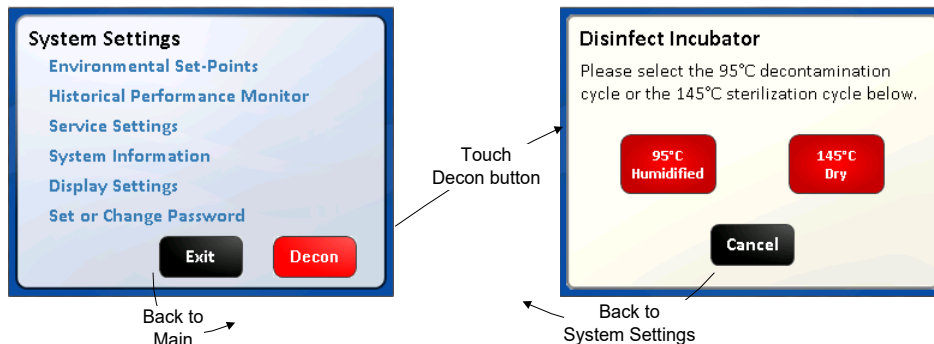 System Settings
Environmental Set-Points
Historical Performance Monitor
Service Settings
System Information
Display Settings
Set or Change Password
Exit
Decon
Back to
Main
Touch
Decon button
Disinfect Incubator
Please select the 95°C decontamination
cycle or the 145°C sterilization cycle below.
95°C
Humidified
145°C
Dry
Cancel
Back to
System Settings